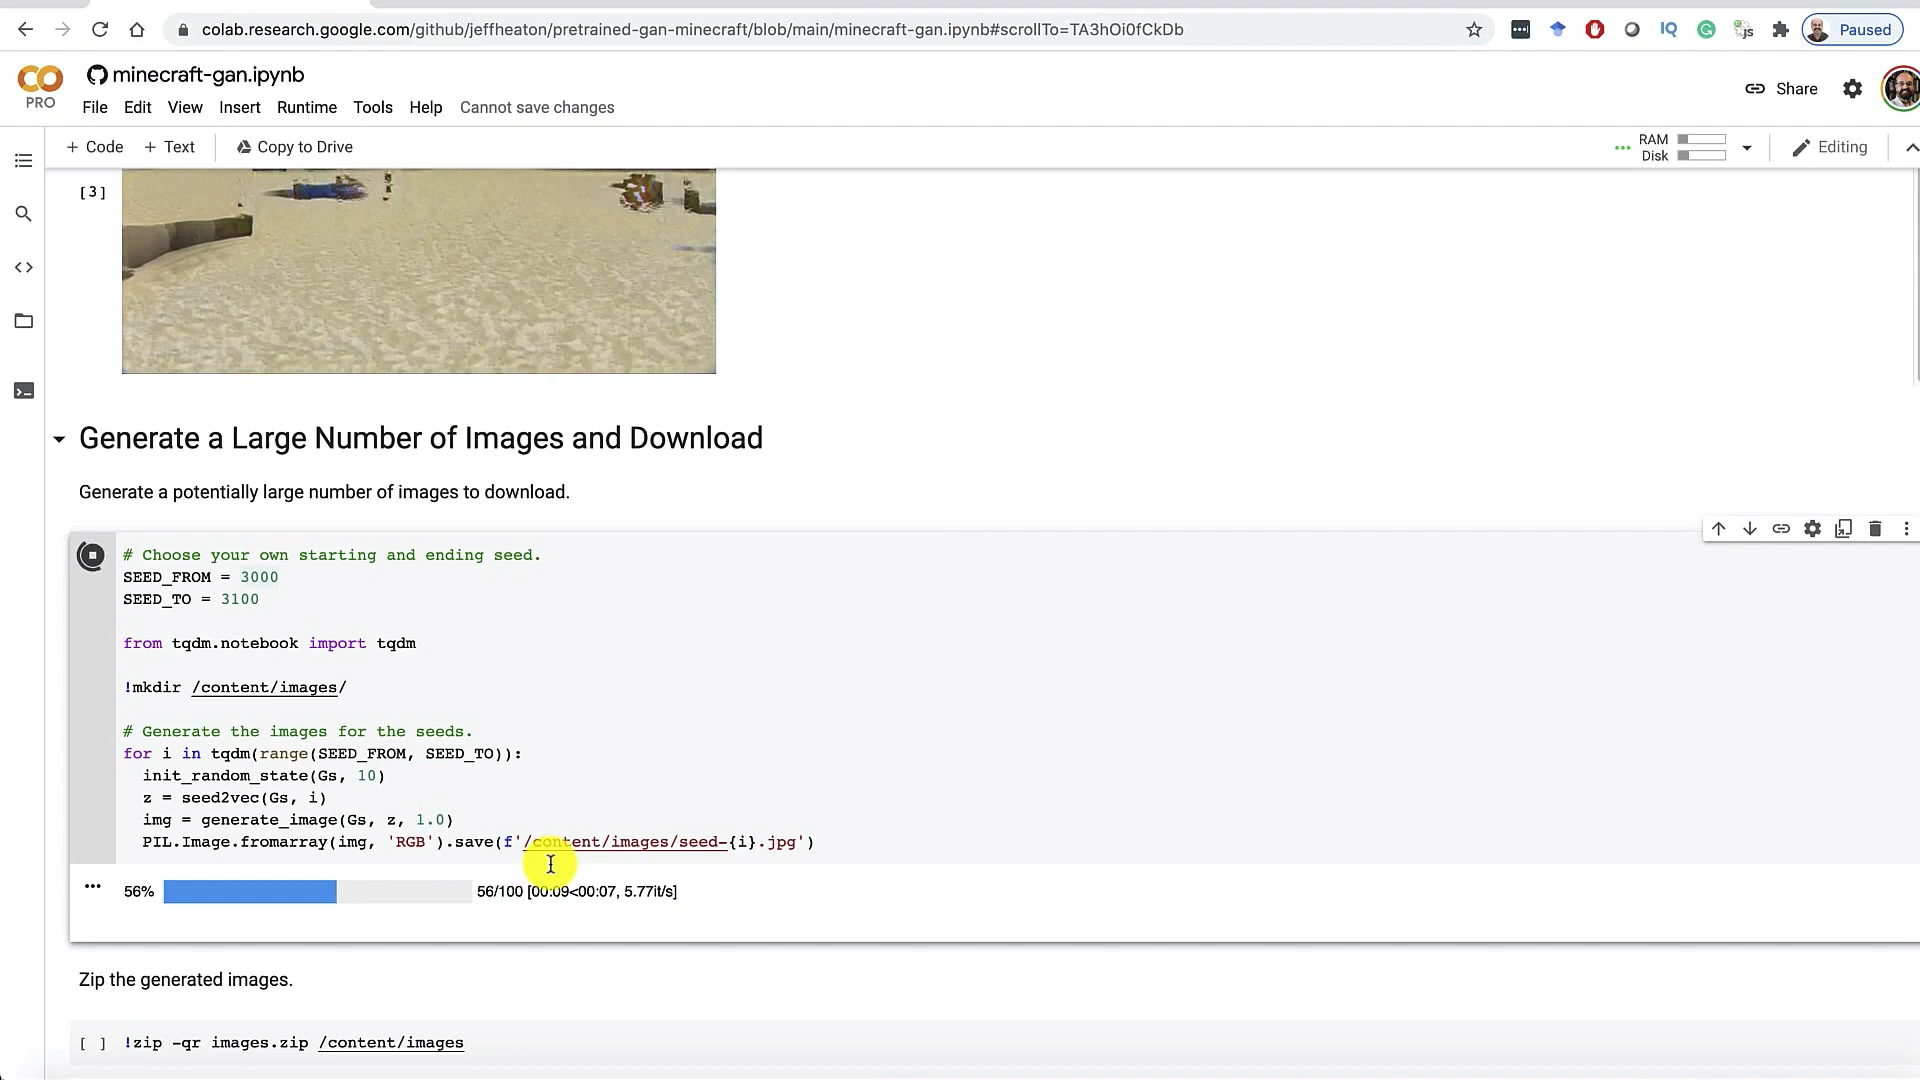 colab.research.google.com/github/jeffheaton/pretrained-gan-minecraft/blob/main/minecraft-gan.ipynb#scrollTo=TA3hOi0fCkDb
IQ
js
Paused
PRO
minecraft-gan.ipynb
File Edit View Insert Runtime Tools Help Cannot save changes
Share
+ Code + Text Copy to Drive
RAM
Disk
Editing
[3]
Generate a Large Number of Images and Download
Generate a potentially large number of images to download.
# Choose your own starting and ending seed.
SEED_FROM = 3000
SEED_TO = 3100
from tqdm.notebook import tqdm
!mkdir /content/images/
# Generate the images for the seeds.
for i in tqdm(range(SEED_FROM, SEED_TO)):
  init_random_state(Gs, 10)
  z = seed2vec(Gs, i)
  img = generate_image(Gs, z, 1.0)
  PIL.Image.fromarray(img, 'RGB').save(f'/content/images/seed-{i}.jpg')
56% 56/100 [00:09<00:07, 5.77it/s]
Zip the generated images.
[ ] !zip -qr images.zip /content/images